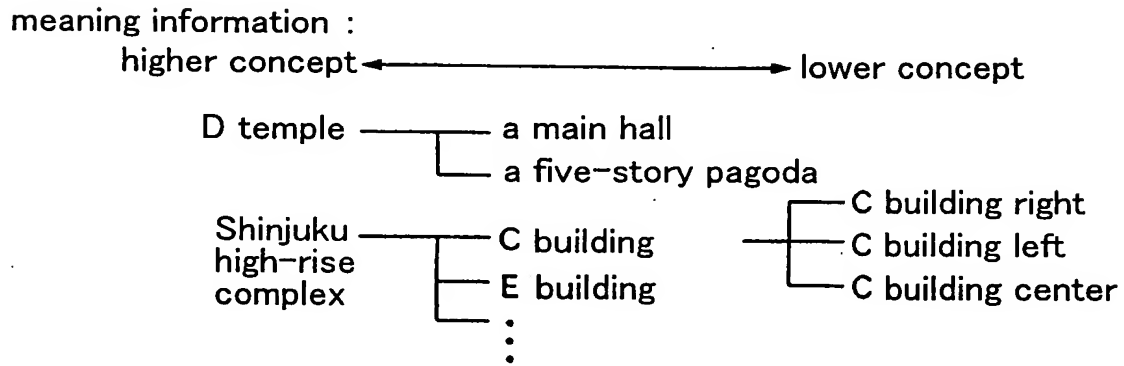 meaning information :
higher concept lower concept
D temple a main hall
a five-story pagoda
C building right
Shinjuku C building C building left
high-rise
complex E building C building center